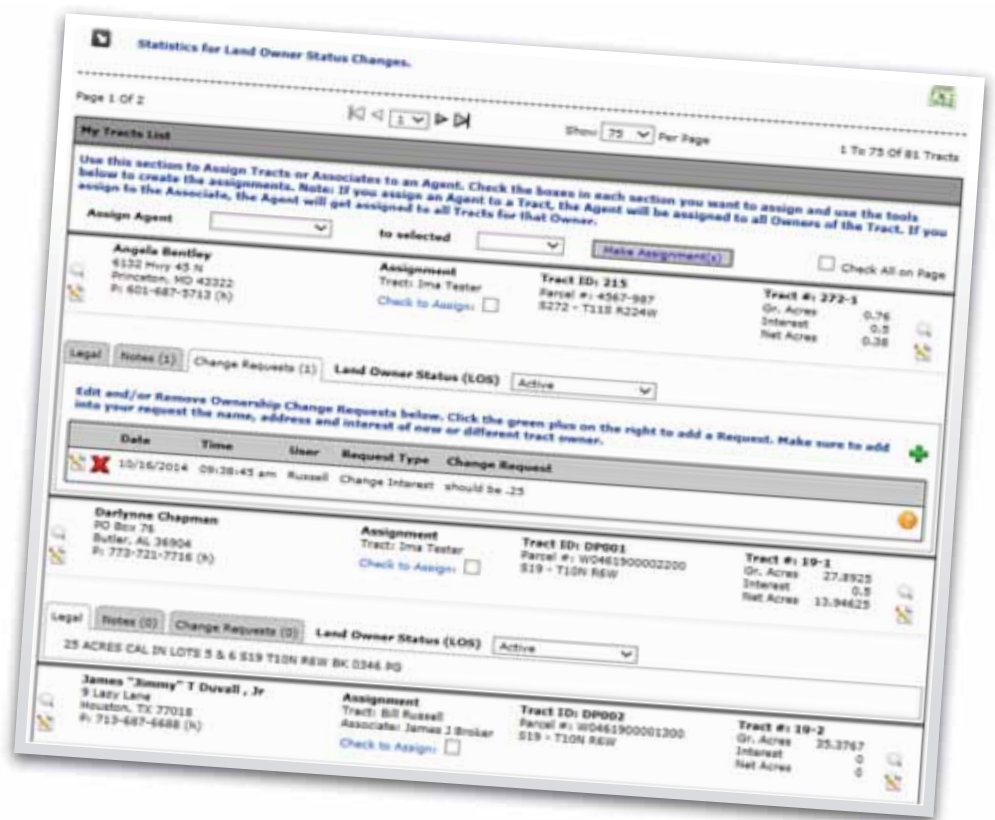 Statistics for Land Owner Status Changes.
Page 1 Of 2
1
Show 75 Per Page
1 To 75 Of 81 Tracts
My Tracts List
Use this section to Assign Tracts or Associates to an Agent. Check the boxes in each section you want to assign and use the tools
below to create the assignments. Note: If you assign an Agent to a Tract, the Agent will be assigned to all Owners of the Tract. If you
assign to the Associate, the Agent will get assigned to all Tracts for that Owner.
Assign Agent to selected Make Assignment(s) Check All on Page
Angela Bentley
6132 Hwy 45 N
Princeton, MD 43322
P: 601-687-5713 (h)
Assignment
Tract: Ima Tester
Check to Assign:
Tract ID: 215
Parcel #: 4567-987
S272 - T11S R224W
Tract #: 272-1
Gr. Acres 0.76
Interest 0.5
Net Acres 0.38
Legal Notes (1) Change Requests (1) Land Owner Status (LOS) Active
Edit and/or Remove Ownership Change Requests below. Click the green plus on the right to add a Request. Make sure to add
into your request the name, address and interest of new or different tract owner.
Date Time User Request Type Change Request
10/16/2014 09:38:45 am Russell Change Interest should be .25
Darlynne Chapman
PO Box 76
Butler, AL 36904
P: 773-721-7716 (h)
Assignment
Tract: Ima Tester
Check to Assign:
Tract ID: DP001
Parcel #: W0461900002200
S19 - T10N R6W
Tract #: 19-1
Gr. Acres 27.8925
Interest 0.5
Net Acres 13.94625
Legal Notes (0) Change Requests (0) Land Owner Status (LOS) Active
25 ACRES CAL IN LOTS 5 & 6 S19 T10N R6W BK 0346 PG
James "Jimmy" T Duvall , Jr
9 Lazy Lane
Houston, TX 77018
P: 713-687-6688 (h)
Assignment
Tract: Bill Russell
Associate: James J Broker
Check to Assign:
Tract ID: DP002
Parcel #: W0461900001300
S19 - T10N R6W
Tract #: 19-2
Gr. Acres 35.3767
Interest 0
Net Acres 0